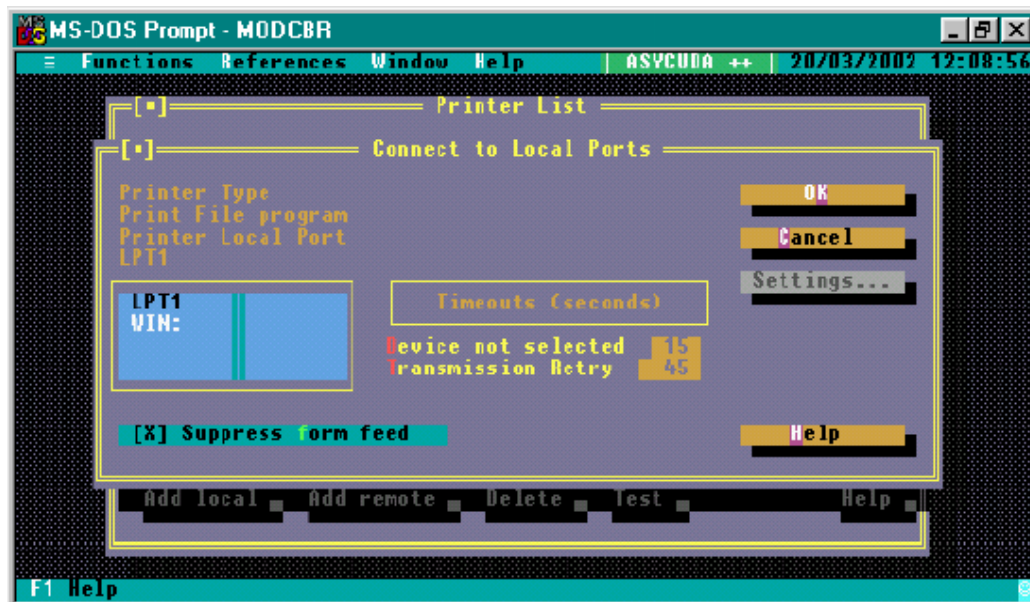 MS-DOS Prompt - MODCBR
≡ Functions References Window Help | ASYCUDA ++ | 20/03/2002 12:08:56
[▪] Printer List
[▪] Connect to Local Ports
Printer Type
Print File program
Printer Local Port
LPT1
OK
Cancel
Settings...
LPT1
WIN:
Timeouts (seconds)
Device not selected 15
Transmission Retry 45
[X] Suppress form feed
Help
Add local Add remote Delete Test Help
F1 Help